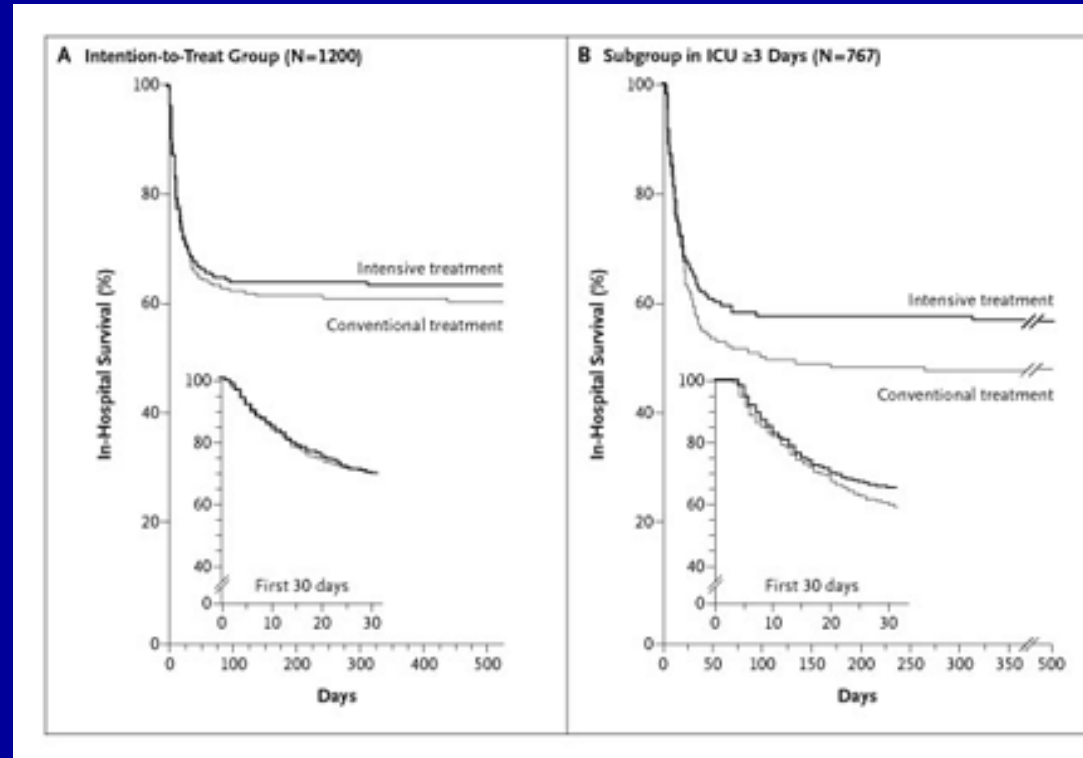 A Intention-to-Treat Group (N=1200)
100
80
60
40
20
0
In-Hospital Survival (%)
Intensive treatment
Conventional treatment
100
80
60
40
0
First 30 days
0 10 20 30
0 100 200 300 400 500
Days
B Subgroup in ICU ≥3 Days (N=767)
100
80
60
40
20
0
In-Hospital Survival (%)
Intensive treatment
Conventional treatment
100
80
60
40
0
First 30 days
0 10 20 30
0 50 100 150 200 250 300 350 500
Days